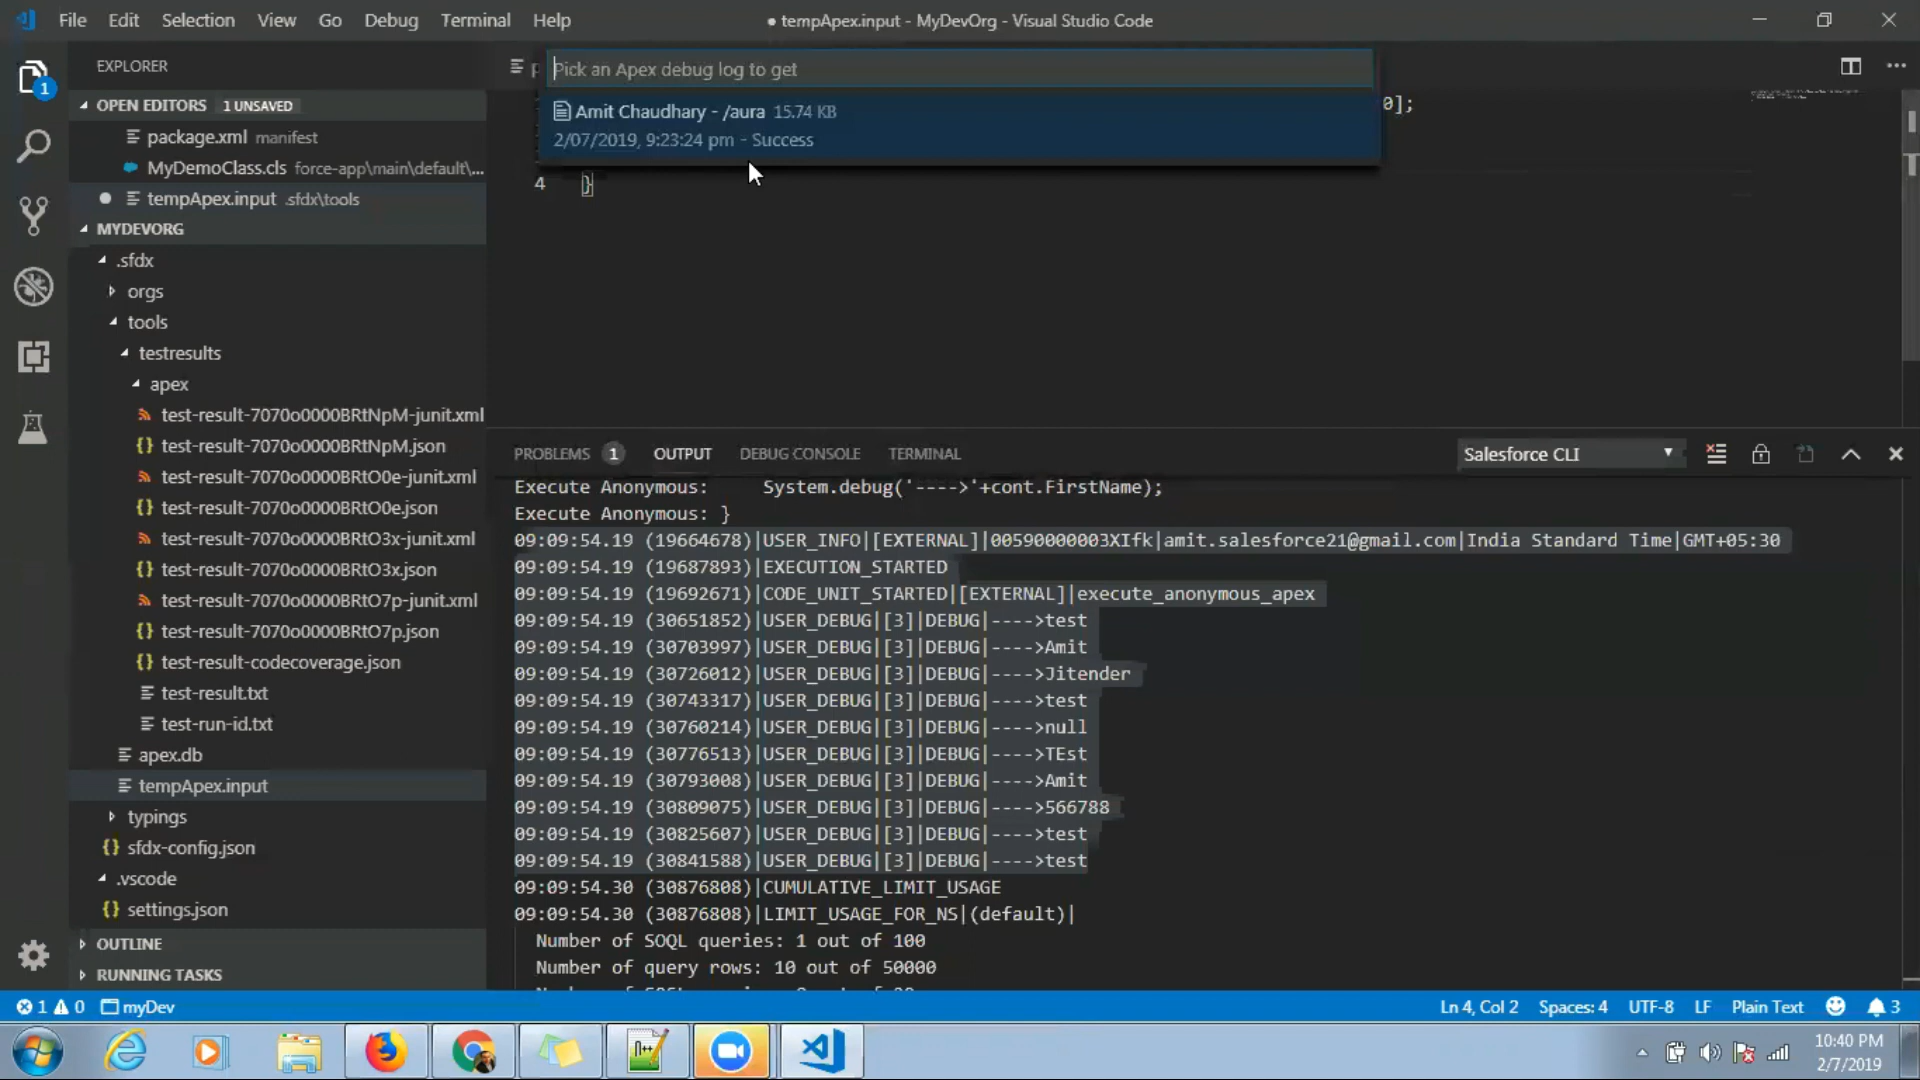 File Edit Selection View Go Debug Terminal Help
● tempApex.input - MyDevOrg - Visual Studio Code
EXPLORER
OPEN EDITORS 1 UNSAVED
package.xml manifest
MyDemoClass.cls force-app\main\default\...
tempApex.input .sfdx\tools
MYDEVORG
.sfdx
orgs
tools
testresults
apex
test-result-7070o0000BRtNpM-junit.xml
test-result-7070o0000BRtNpM.json
test-result-7070o0000BRtO0e-junit.xml
test-result-7070o0000BRtO0e.json
test-result-7070o0000BRtO3x-junit.xml
test-result-7070o0000BRtO3x.json
test-result-7070o0000BRtO7p-junit.xml
test-result-7070o0000BRtO7p.json
test-result-codecoverage.json
test-result.txt
test-run-id.txt
apex.db
tempApex.input
typings
sfdx-config.json
.vscode
settings.json
OUTLINE
RUNNING TASKS
1
Pick an Apex debug log to get
Amit Chaudhary - /aura 15.74 KB
2/07/2019, 9:23:24 pm - Success
0];
4 }
PROBLEMS 1 OUTPUT DEBUG CONSOLE TERMINAL
Salesforce CLI
Execute Anonymous: System.debug('---->'+cont.FirstName);
Execute Anonymous: }
09:09:54.19 (19664678)|USER_INFO|[EXTERNAL]|00590000003XIfk|amit.salesforce21@gmail.com|India Standard Time|GMT+05:30
09:09:54.19 (19687893)|EXECUTION_STARTED
09:09:54.19 (19692671)|CODE_UNIT_STARTED|[EXTERNAL]|execute_anonymous_apex
09:09:54.19 (30651852)|USER_DEBUG|[3]|DEBUG|---->test
09:09:54.19 (30703997)|USER_DEBUG|[3]|DEBUG|---->Amit
09:09:54.19 (30726012)|USER_DEBUG|[3]|DEBUG|---->Jitender
09:09:54.19 (30743317)|USER_DEBUG|[3]|DEBUG|---->test
09:09:54.19 (30760214)|USER_DEBUG|[3]|DEBUG|---->null
09:09:54.19 (30776513)|USER_DEBUG|[3]|DEBUG|---->TEst
09:09:54.19 (30793008)|USER_DEBUG|[3]|DEBUG|---->Amit
09:09:54.19 (30809075)|USER_DEBUG|[3]|DEBUG|---->566788
09:09:54.19 (30825607)|USER_DEBUG|[3]|DEBUG|---->test
09:09:54.19 (30841588)|USER_DEBUG|[3]|DEBUG|---->test
09:09:54.30 (30876808)|CUMULATIVE_LIMIT_USAGE
09:09:54.30 (30876808)|LIMIT_USAGE_FOR_NS|(default)|
Number of SOQL queries: 1 out of 100
Number of query rows: 10 out of 50000
1 0 myDev
Ln 4, Col 2 Spaces: 4 UTF-8 LF Plain Text 3
10:40 PM
2/7/2019